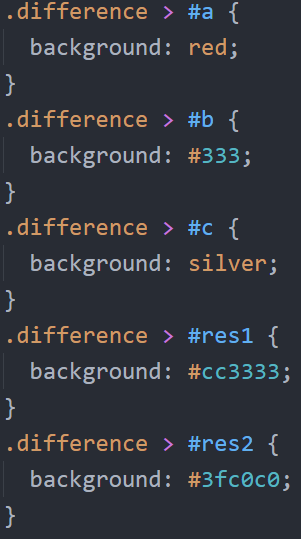 .difference > #a {
  background: red;
}
.difference > #b {
  background: #333;
}
.difference > #c {
  background: silver;
}
.difference > #res1 {
  background: #cc3333;
}
.difference > #res2 {
  background: #3fc0c0;
}